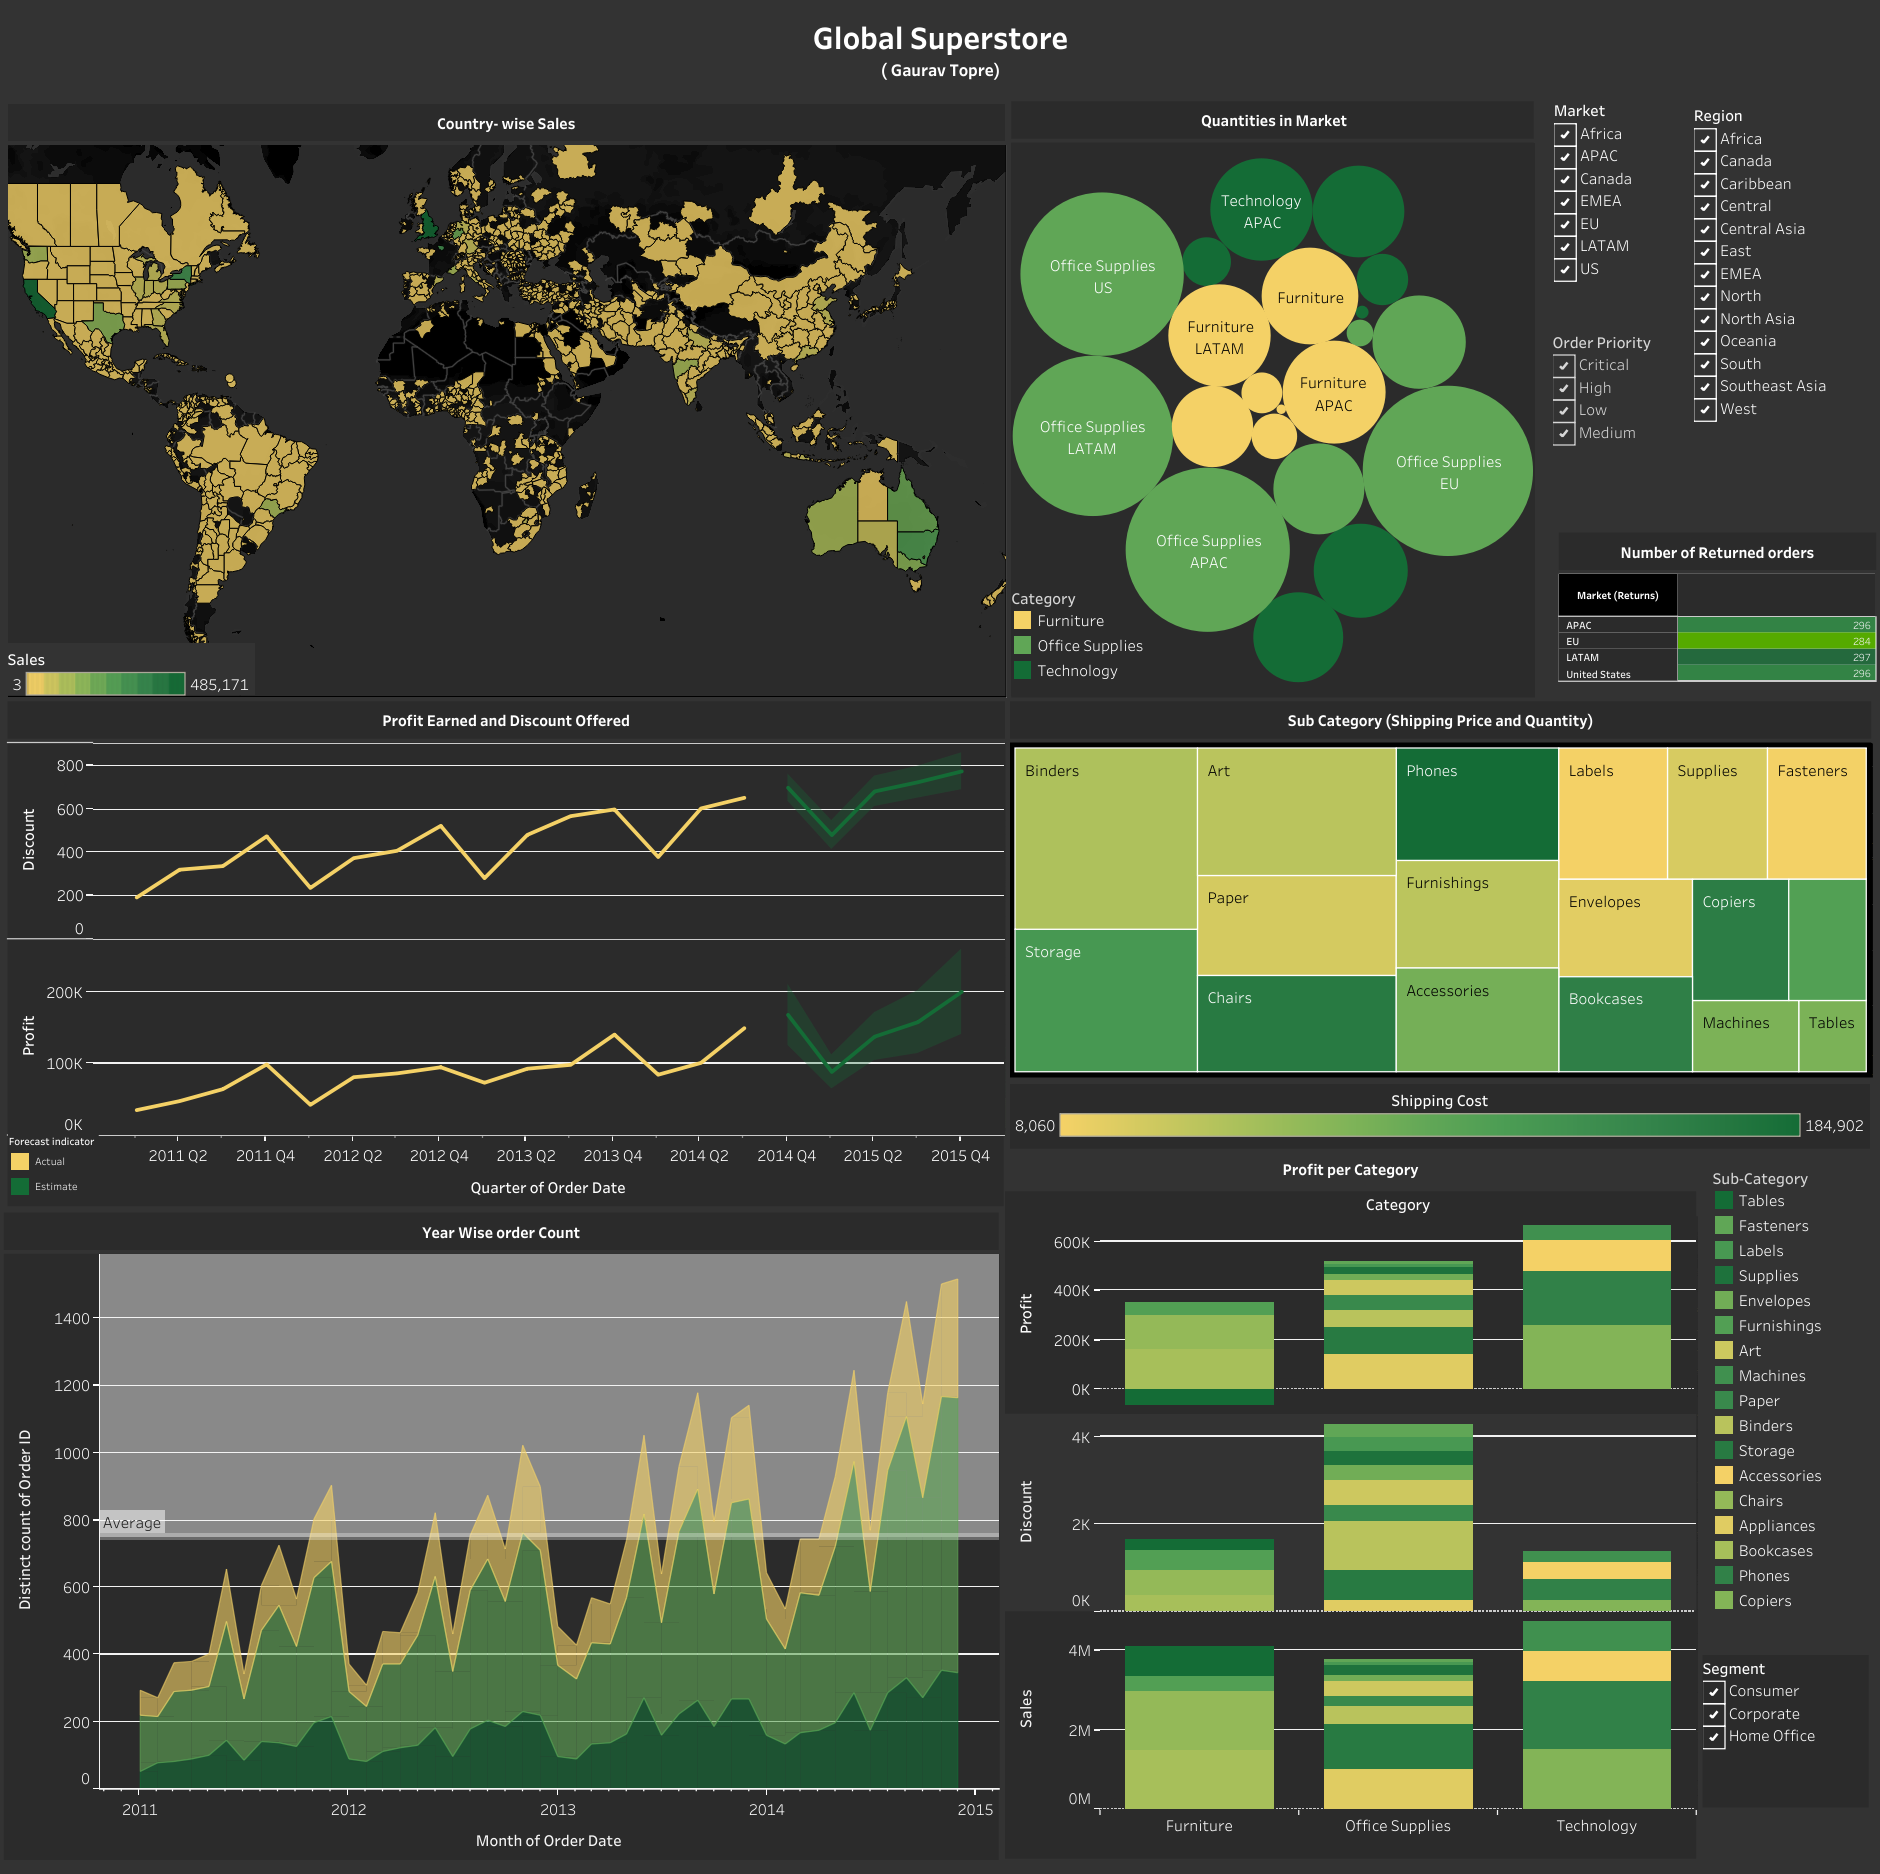 Global Superstore
( Gaurav Topre)
Country- wise Sales
Sales
3
485,171
Quantities in Market
Technology
APAC
Office Supplies
US
Furniture
Furniture
LATAM
Furniture
APAC
Office Supplies
LATAM
Office Supplies
EU
Office Supplies
APAC
Category
Furniture
Office Supplies
Technology
Market
Africa
APAC
Canada
EMEA
EU
LATAM
US
Order Priority
Critical
High
Low
Medium
Region
Africa
Canada
Caribbean
Central
Central Asia
East
EMEA
North
North Asia
Oceania
South
Southeast Asia
West
Number of Returned orders
Market (Returns)
APAC 296
EU 284
LATAM 297
United States 296
Profit Earned and Discount Offered
Discount
800
600
400
200
0
Profit
200K
100K
0K
Forecast indicator
Actual
Estimate
2011 Q2 2011 Q4 2012 Q2 2012 Q4 2013 Q2 2013 Q4 2014 Q2 2014 Q4 2015 Q2 2015 Q4
Quarter of Order Date
Sub Category (Shipping Price and Quantity)
Binders
Art
Phones
Labels
Supplies
Fasteners
Paper
Furnishings
Envelopes
Copiers
Storage
Chairs
Accessories
Bookcases
Machines
Tables
Shipping Cost
8,060
184,902
Year Wise order Count
Distinct count of Order ID
1400
1200
1000
800
600
400
200
0
Average
2011 2012 2013 2014 2015
Month of Order Date
Profit per Category
Category
Profit
600K
400K
200K
0K
Discount
4K
2K
0K
Sales
4M
2M
0M
Furniture Office Supplies Technology
Sub-Category
Tables
Fasteners
Labels
Supplies
Envelopes
Furnishings
Art
Machines
Paper
Binders
Storage
Accessories
Chairs
Appliances
Bookcases
Phones
Copiers
Segment
Consumer
Corporate
Home Office